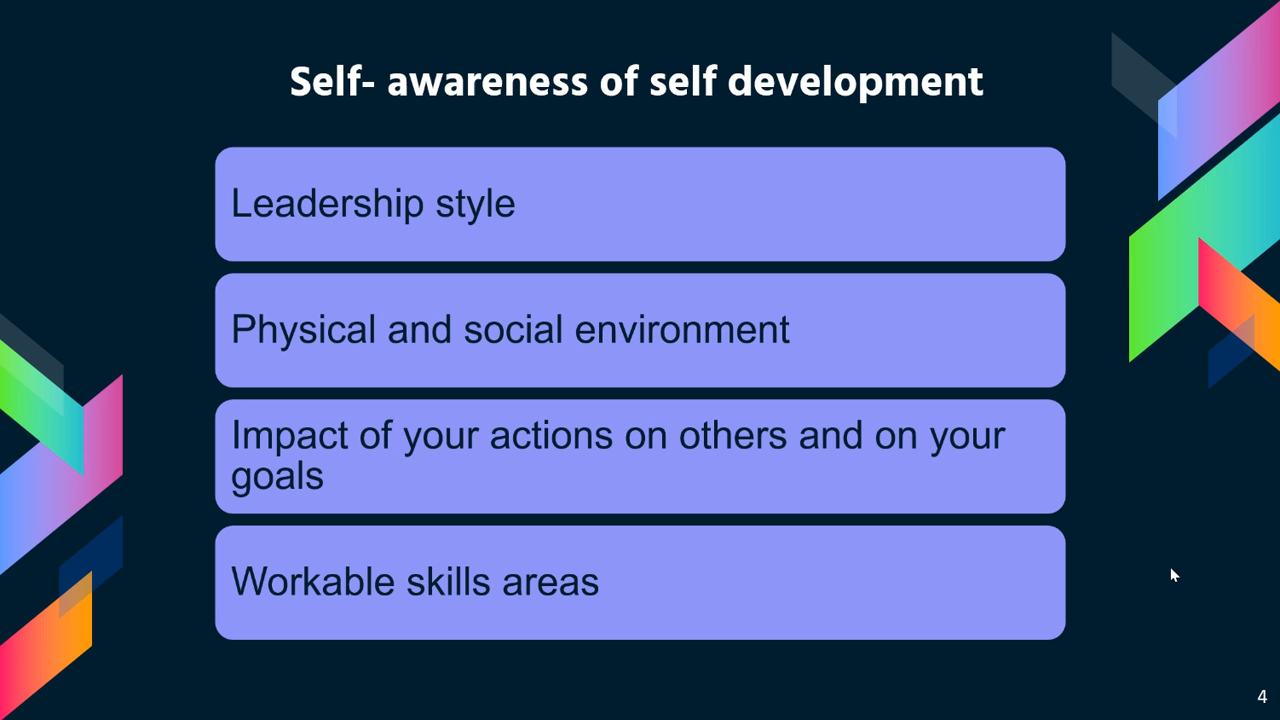 Self- awareness of self development
Leadership style
Physical and social environment
Impact of your actions on others and on your
goals
Workable skills areas
4